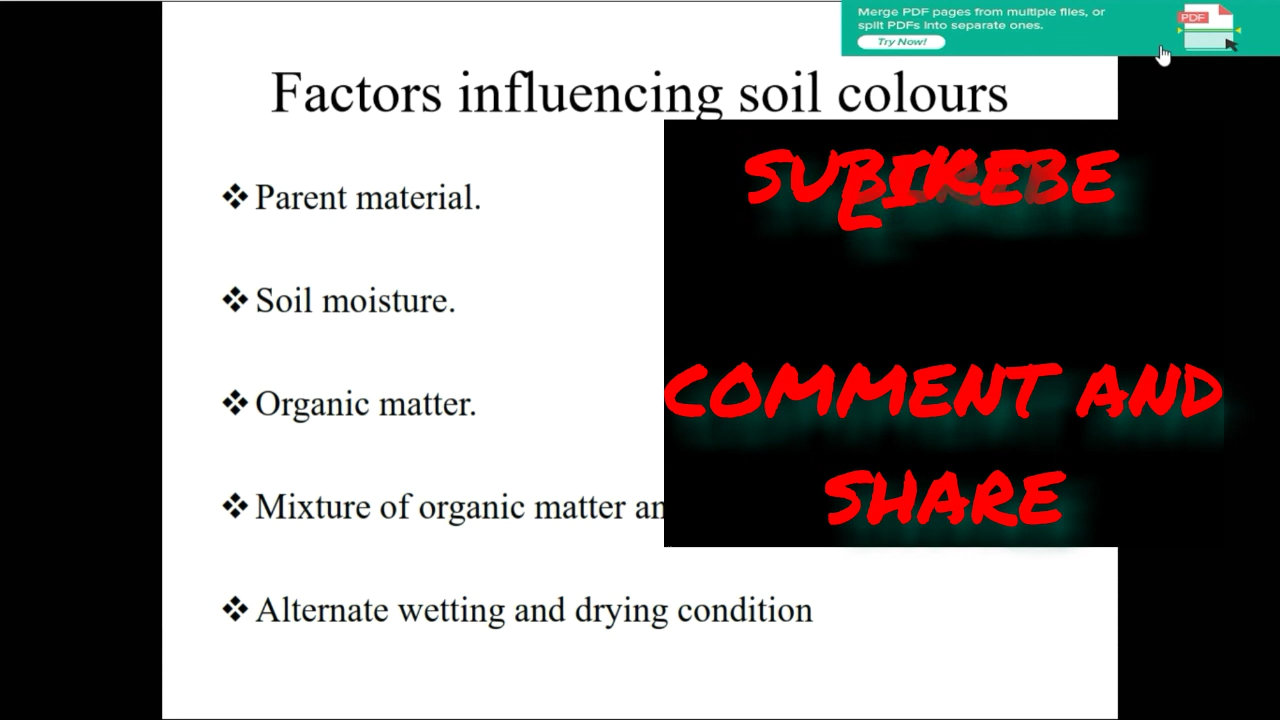 Merge PDF pages from multiple files, or
split PDFs into separate ones.
Try Now!
PDF
Factors influencing soil colours
❖ Parent material.
❖ Soil moisture.
❖ Organic matter.
❖ Mixture of organic matter
❖ Alternate wetting and drying condition
COMMENT AND
SHARE